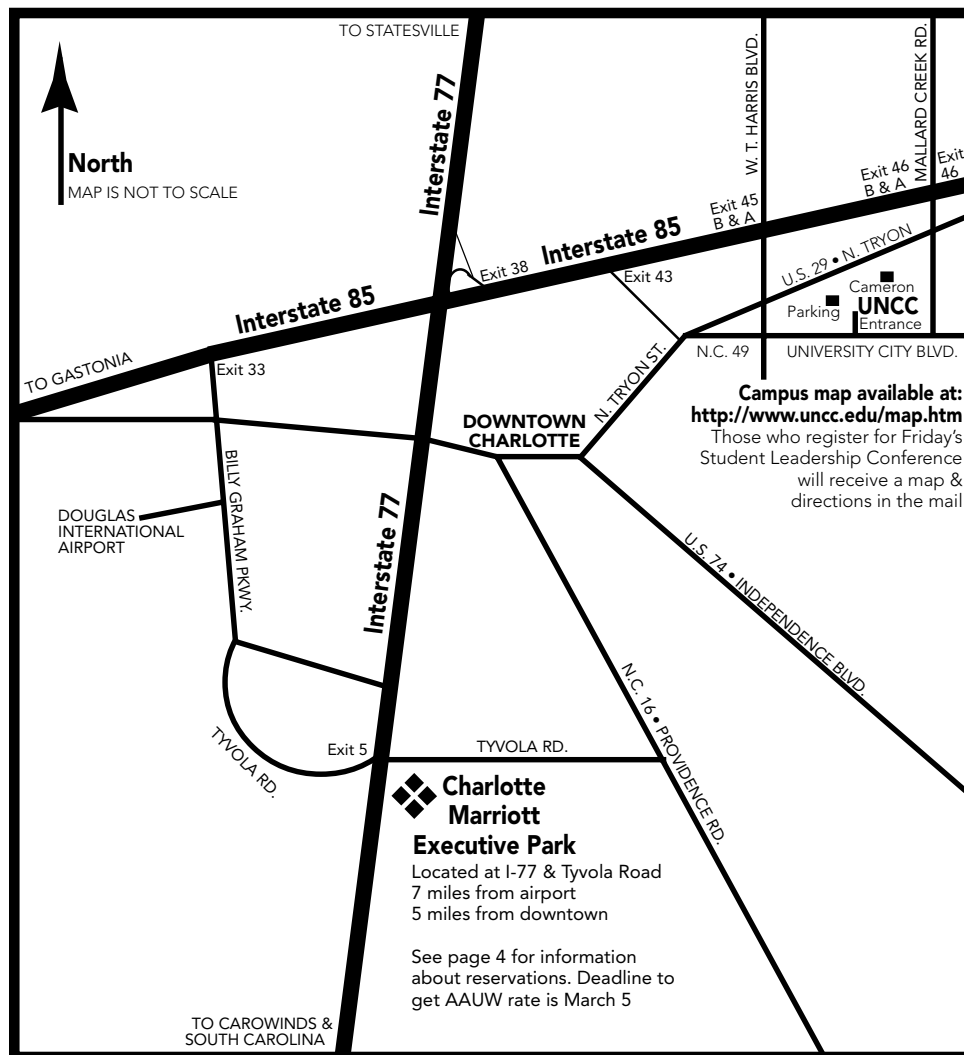 TO STATESVILLE
Interstate 77
W. T. HARRIS BLVD.
MALLARD CREEK RD.
North
MAP IS NOT TO SCALE
Exit 46
B & A
Exit
46
Exit 45
B & A
Interstate 85
U.S. 29 • N. TRYON
Exit 38
Exit 43
Cameron
Parking
UNCC
Entrance
Interstate 85
TO GASTONIA
Exit 33
N.C. 49
UNIVERSITY CITY BLVD.
N. TRYON ST.
DOWNTOWN
CHARLOTTE
Campus map available at:
http://www.uncc.edu/map.htm
Those who register for Friday’s
Student Leadership Conference
will receive a map &
directions in the mail
BILLY GRAHAM PKWY.
DOUGLAS
INTERNATIONAL
AIRPORT
Interstate 77
U.S. 74 • INDEPENDENCE BLVD.
N.C. 16 • PROVIDENCE RD.
TYVOLA RD.
Exit 5
TYVOLA RD.
Charlotte
Marriott
Executive Park
Located at I-77 & Tyvola Road
7 miles from airport
5 miles from downtown
See page 4 for information
about reservations. Deadline to
get AAUW rate is March 5
TO CAROWINDS &
SOUTH CAROLINA